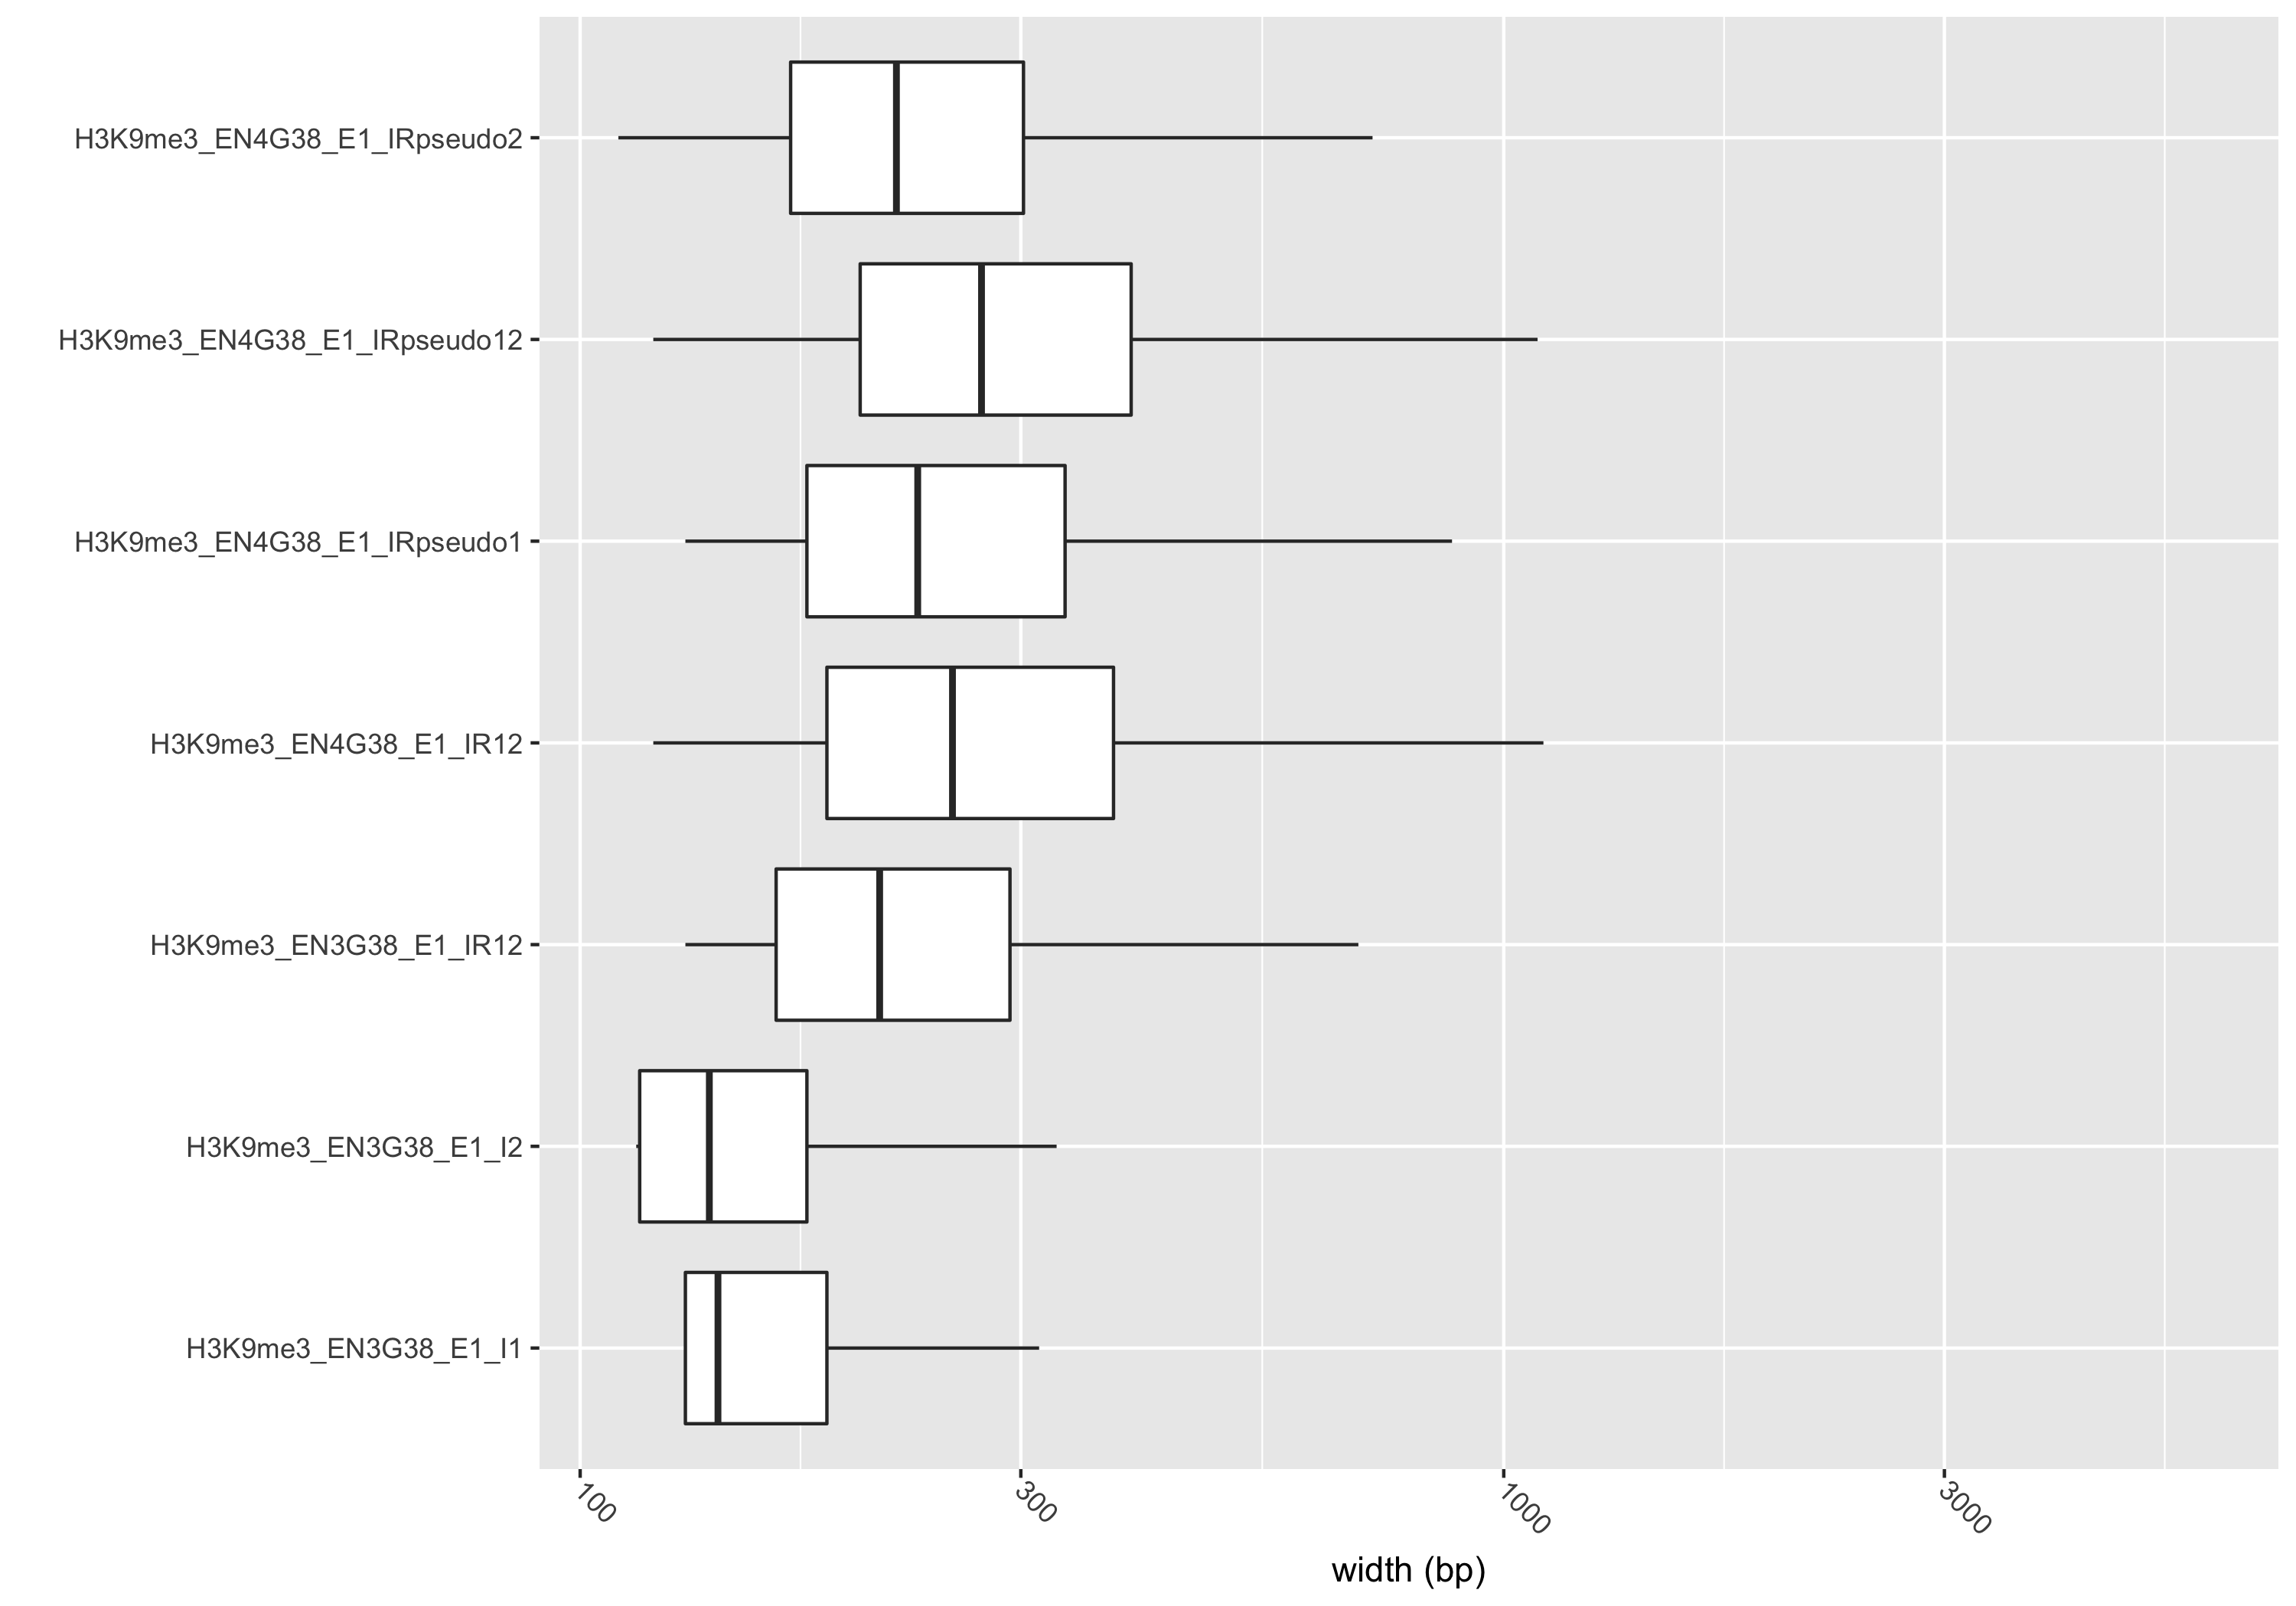 H3K9me3_EN4G38_E1_IRpseudo2
H3K9me3_EN4G38_E1_IRpseudo12
H3K9me3_EN4G38_E1_IRpseudo1
H3K9me3_EN4G38_E1_IR12
H3K9me3_EN3G38_E1_IR12
H3K9me3_EN3G38_E1_I2
H3K9me3_EN3G38_E1_I1
100 300 1000 3000
width (bp)